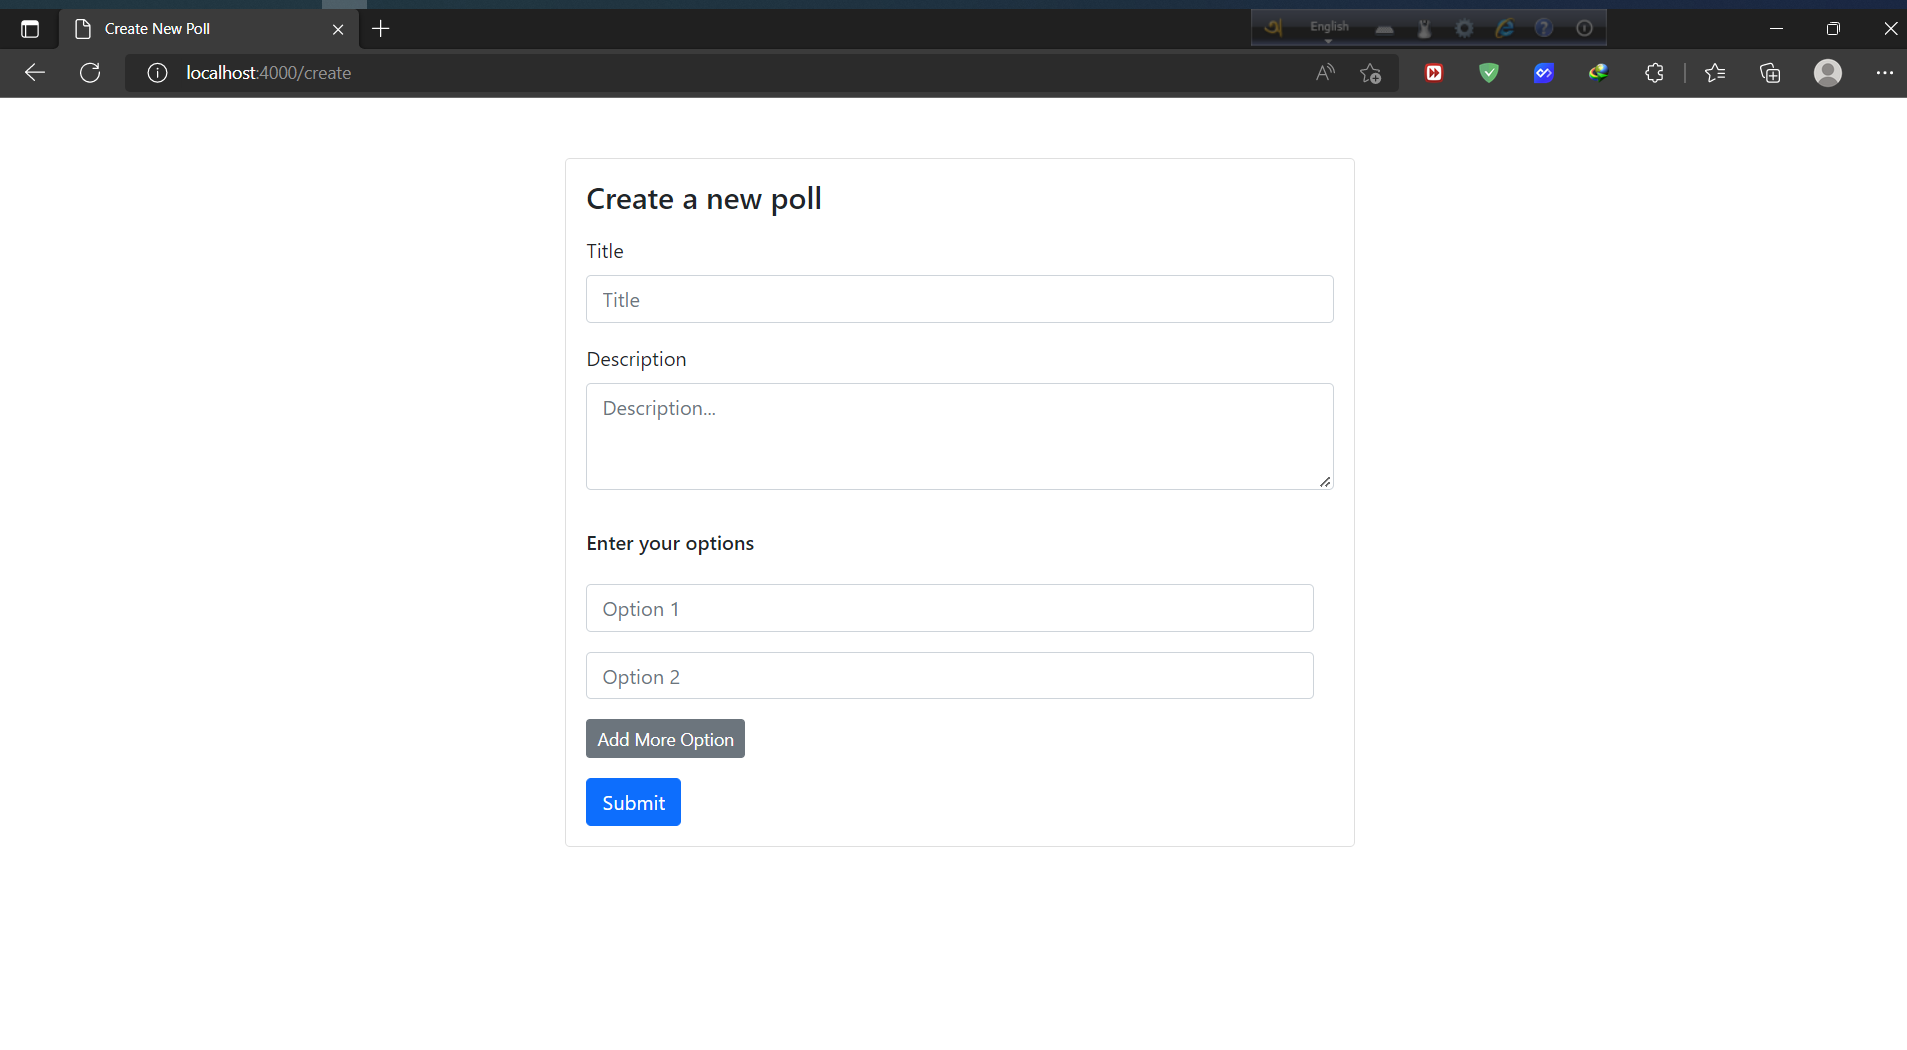 Create New Poll
অ English
localhost:4000/create
Create a new poll
Title
Title
Description
Description...
Enter your options
Option 1
Option 2
Add More Option
Submit